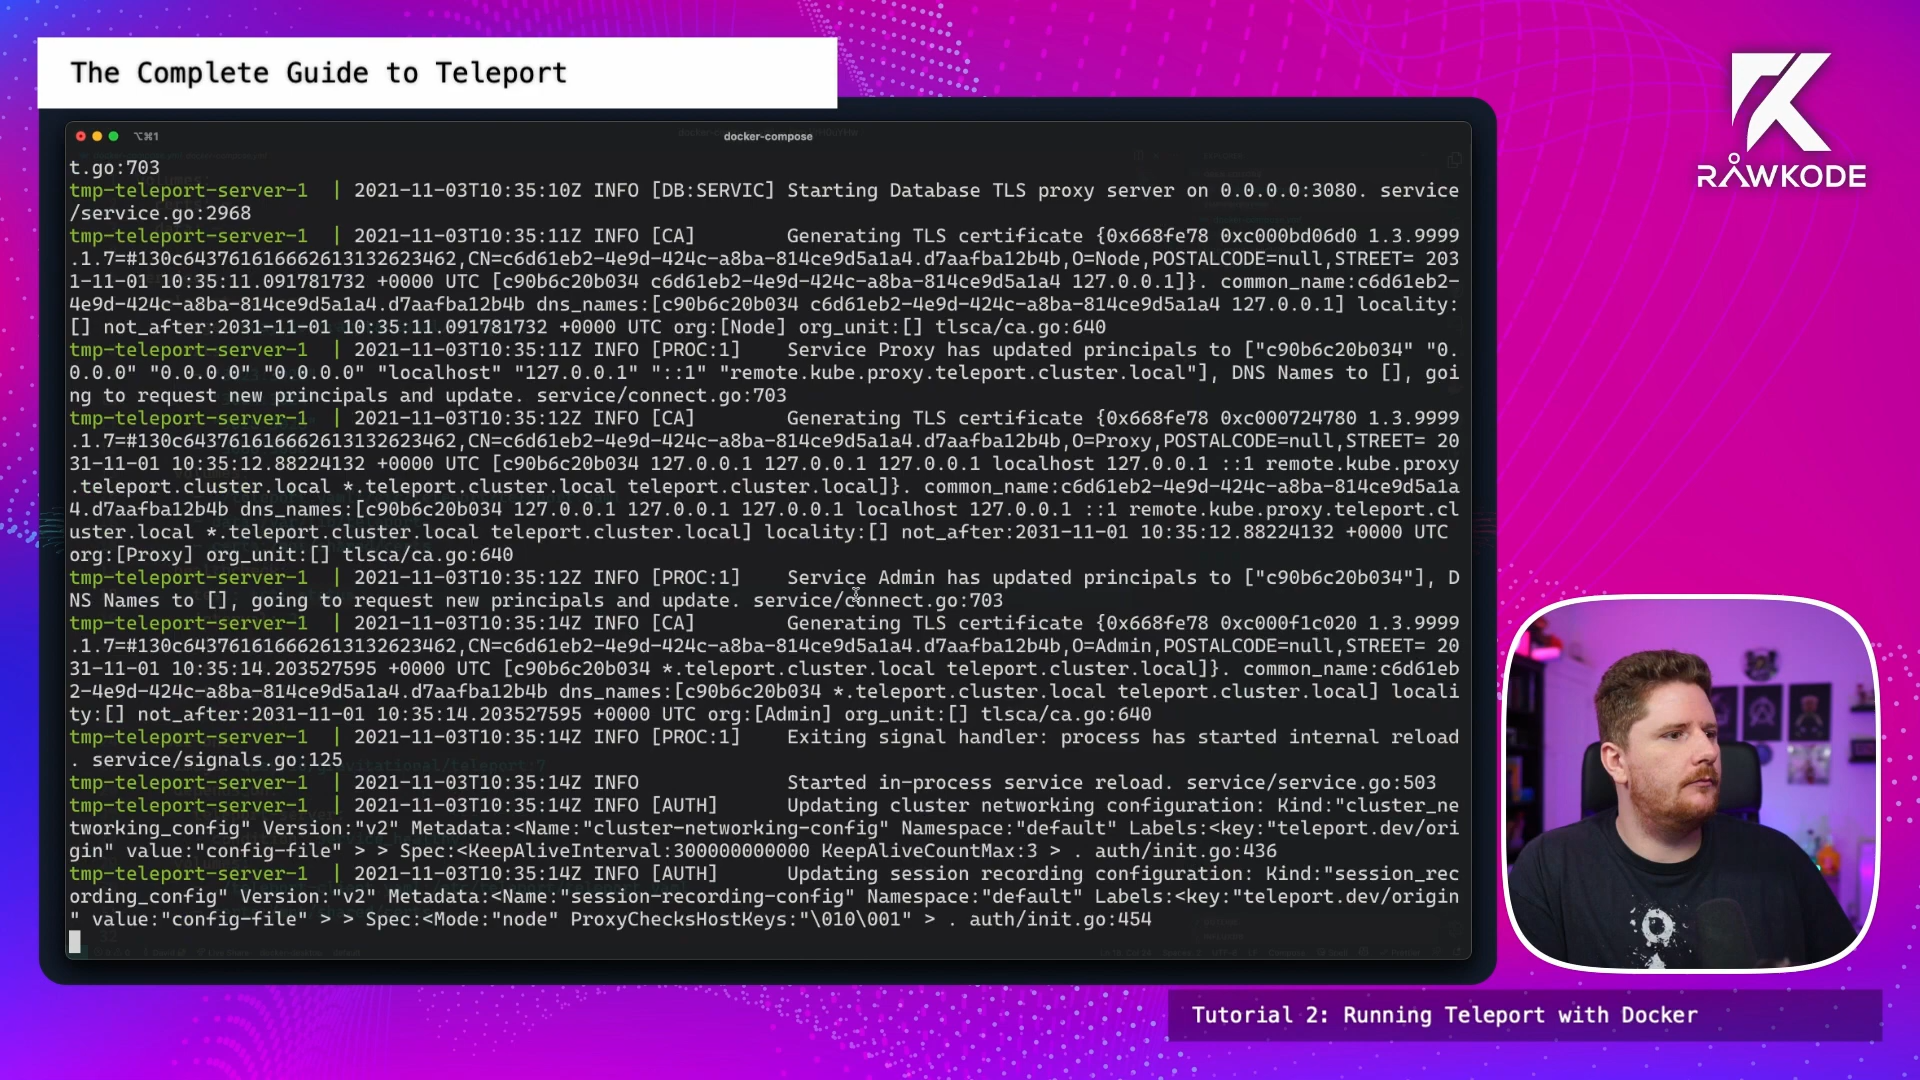 The Complete Guide to Teleport
RAWKODE
⌥⌘1
docker-compose
t.go:703
tmp-teleport-server-1  | 2021-11-03T10:35:10Z INFO [DB:SERVIC] Starting Database TLS proxy server on 0.0.0.0:3080. service
/service.go:2968
tmp-teleport-server-1  | 2021-11-03T10:35:11Z INFO [CA]        Generating TLS certificate {0x668fe78 0xc000bd06d0 1.3.9999
.1.7=#130c643761616662613132623462,CN=c6d61eb2-4e9d-424c-a8ba-814ce9d5a1a4.d7aafba12b4b,O=Node,POSTALCODE=null,STREET= 203
1-11-01 10:35:11.091781732 +0000 UTC [c90b6c20b034 c6d61eb2-4e9d-424c-a8ba-814ce9d5a1a4 127.0.0.1]}. common_name:c6d61eb2-
4e9d-424c-a8ba-814ce9d5a1a4.d7aafba12b4b dns_names:[c90b6c20b034 c6d61eb2-4e9d-424c-a8ba-814ce9d5a1a4 127.0.0.1] locality:
[] not_after:2031-11-01 10:35:11.091781732 +0000 UTC org:[Node] org_unit:[] tlsca/ca.go:640
tmp-teleport-server-1  | 2021-11-03T10:35:11Z INFO [PROC:1]    Service Proxy has updated principals to ["c90b6c20b034" "0.
0.0.0" "0.0.0.0" "0.0.0.0" "localhost" "127.0.0.1" "::1" "remote.kube.proxy.teleport.cluster.local"], DNS Names to [], goi
ng to request new principals and update. service/connect.go:703
tmp-teleport-server-1  | 2021-11-03T10:35:12Z INFO [CA]        Generating TLS certificate {0x668fe78 0xc000724780 1.3.9999
.1.7=#130c643761616662613132623462,CN=c6d61eb2-4e9d-424c-a8ba-814ce9d5a1a4.d7aafba12b4b,O=Proxy,POSTALCODE=null,STREET= 20
31-11-01 10:35:12.88224132 +0000 UTC [c90b6c20b034 127.0.0.1 127.0.0.1 127.0.0.1 localhost 127.0.0.1 ::1 remote.kube.proxy
.teleport.cluster.local *.teleport.cluster.local teleport.cluster.local]}. common_name:c6d61eb2-4e9d-424c-a8ba-814ce9d5a1a
4.d7aafba12b4b dns_names:[c90b6c20b034 127.0.0.1 127.0.0.1 127.0.0.1 localhost 127.0.0.1 ::1 remote.kube.proxy.teleport.cl
uster.local *.teleport.cluster.local teleport.cluster.local] locality:[] not_after:2031-11-01 10:35:12.88224132 +0000 UTC
org:[Proxy] org_unit:[] tlsca/ca.go:640
tmp-teleport-server-1  | 2021-11-03T10:35:12Z INFO [PROC:1]    Service Admin has updated principals to ["c90b6c20b034"], D
NS Names to [], going to request new principals and update. service/connect.go:703
tmp-teleport-server-1  | 2021-11-03T10:35:14Z INFO [CA]        Generating TLS certificate {0x668fe78 0xc000f1c020 1.3.9999
.1.7=#130c643761616662613132623462,CN=c6d61eb2-4e9d-424c-a8ba-814ce9d5a1a4.d7aafba12b4b,O=Admin,POSTALCODE=null,STREET= 20
31-11-01 10:35:14.203527595 +0000 UTC [c90b6c20b034 *.teleport.cluster.local teleport.cluster.local]}. common_name:c6d61eb
2-4e9d-424c-a8ba-814ce9d5a1a4.d7aafba12b4b dns_names:[c90b6c20b034 *.teleport.cluster.local teleport.cluster.local] locali
ty:[] not_after:2031-11-01 10:35:14.203527595 +0000 UTC org:[Admin] org_unit:[] tlsca/ca.go:640
tmp-teleport-server-1  | 2021-11-03T10:35:14Z INFO [PROC:1]    Exiting signal handler: process has started internal reload
. service/signals.go:125
tmp-teleport-server-1  | 2021-11-03T10:35:14Z INFO             Started in-process service reload. service/service.go:503
tmp-teleport-server-1  | 2021-11-03T10:35:14Z INFO [AUTH]      Updating cluster networking configuration: Kind:"cluster_ne
tworking_config" Version:"v2" Metadata:<Name:"cluster-networking-config" Namespace:"default" Labels:<key:"teleport.dev/ori
gin" value:"config-file" > > Spec:<KeepAliveInterval:300000000000 KeepAliveCountMax:3 > . auth/init.go:436
tmp-teleport-server-1  | 2021-11-03T10:35:14Z INFO [AUTH]      Updating session recording configuration: Kind:"session_rec
ording_config" Version:"v2" Metadata:<Name:"session-recording-config" Namespace:"default" Labels:<key:"teleport.dev/origin
" value:"config-file" > > Spec:<Mode:"node" ProxyChecksHostKeys:"\010\001" > . auth/init.go:454
Tutorial 2: Running Teleport with Docker